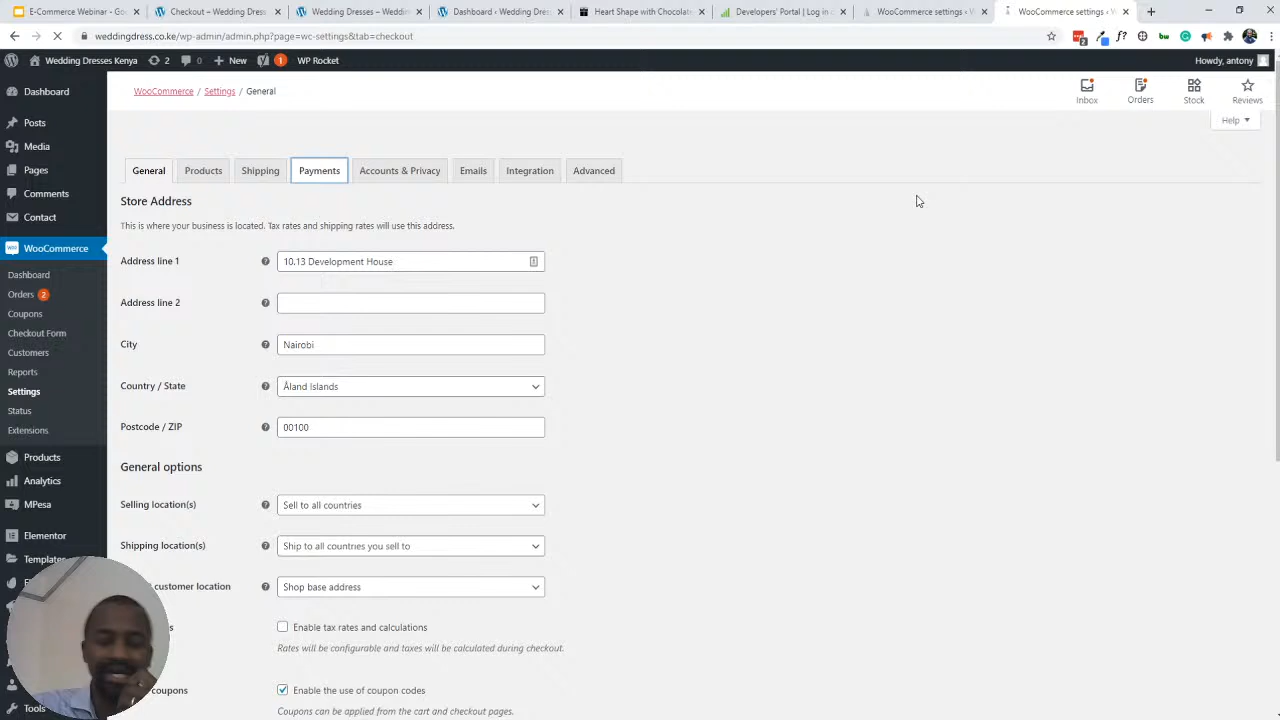 E-Commerce Webinar - Go
Checkout – Wedding Dress
Wedding Dresses – Weddin
Dashboard ‹ Wedding Dres
Heart Shape with Chocolat
Developers' Portal | Log in c
WooCommerce settings ‹ V
WooCommerce settings ‹ V
weddingdress.co.ke/wp-admin/admin.php?page=wc-settings&tab=checkout
Wedding Dresses Kenya
2
0
New
1
WP Rocket
Howdy, antony
Dashboard
Posts
Media
Pages
Comments
Contact
WooCommerce
Dashboard
Orders 2
Coupons
Checkout Form
Customers
Reports
Settings
Status
Extensions
Products
Analytics
MPesa
Elementor
Templates
Tools
WooCommerce / Settings / General
Inbox
Orders
Stock
Reviews
Help
General
Products
Shipping
Payments
Accounts & Privacy
Emails
Integration
Advanced
Store Address
This is where your business is located. Tax rates and shipping rates will use this address.
Address line 1
10.13 Development House
Address line 2
City
Nairobi
Country / State
Åland Islands
Postcode / ZIP
00100
General options
Selling location(s)
Sell to all countries
Shipping location(s)
Ship to all countries you sell to
customer location
Shop base address
Enable tax rates and calculations
Rates will be configurable and taxes will be calculated during checkout.
coupons
Enable the use of coupon codes
Coupons can be applied from the cart and checkout pages.